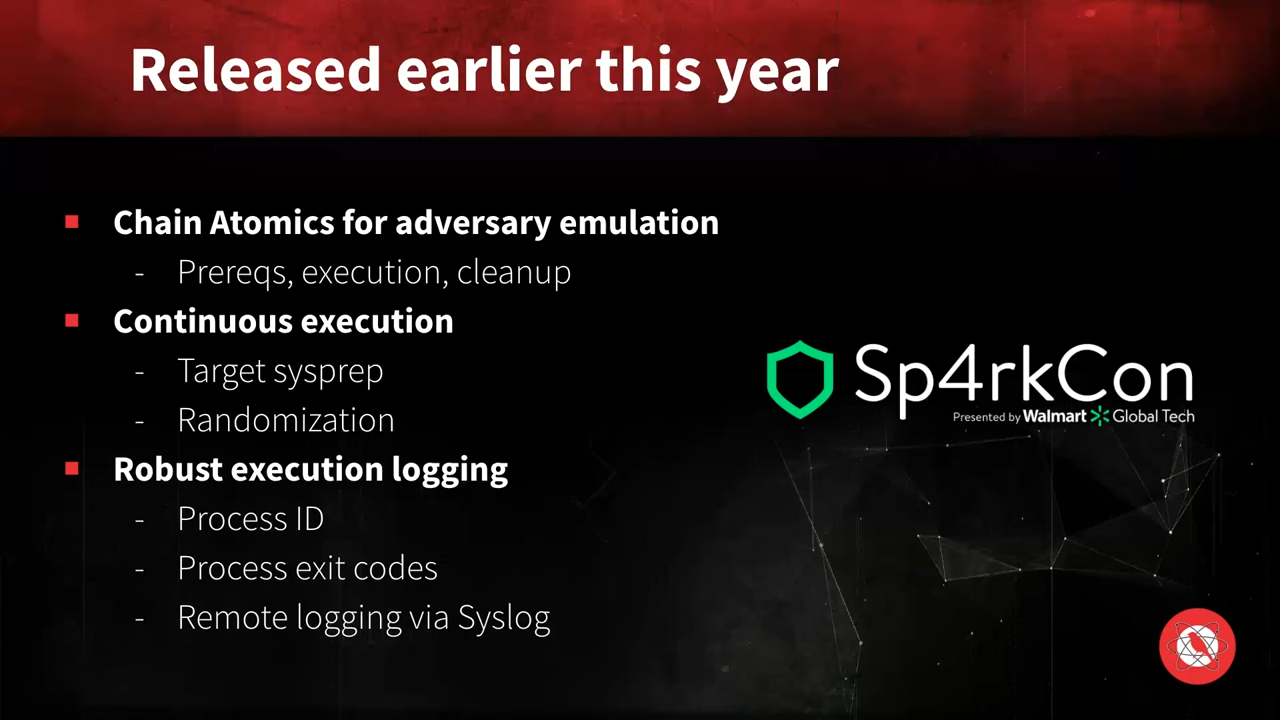 Released earlier this year
Chain Atomics for adversary emulation
- Prereqs, execution, cleanup
Continuous execution
- Target sysprep
- Randomization
Robust execution logging
- Process ID
- Process exit codes
- Remote logging via Syslog
Sp4rkCon
Presented by Walmart Global Tech